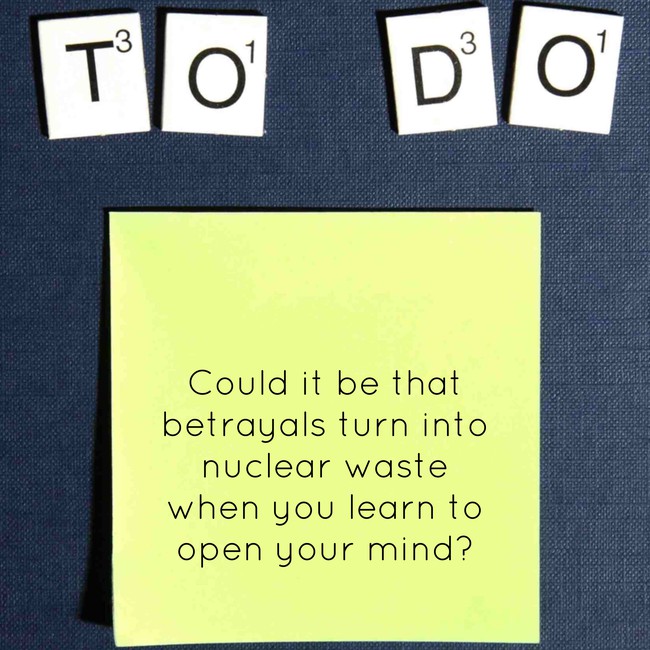 T3 O1 D3 O1
Could it be that
betrayals turn into
nuclear waste
when you learn to
open your mind?